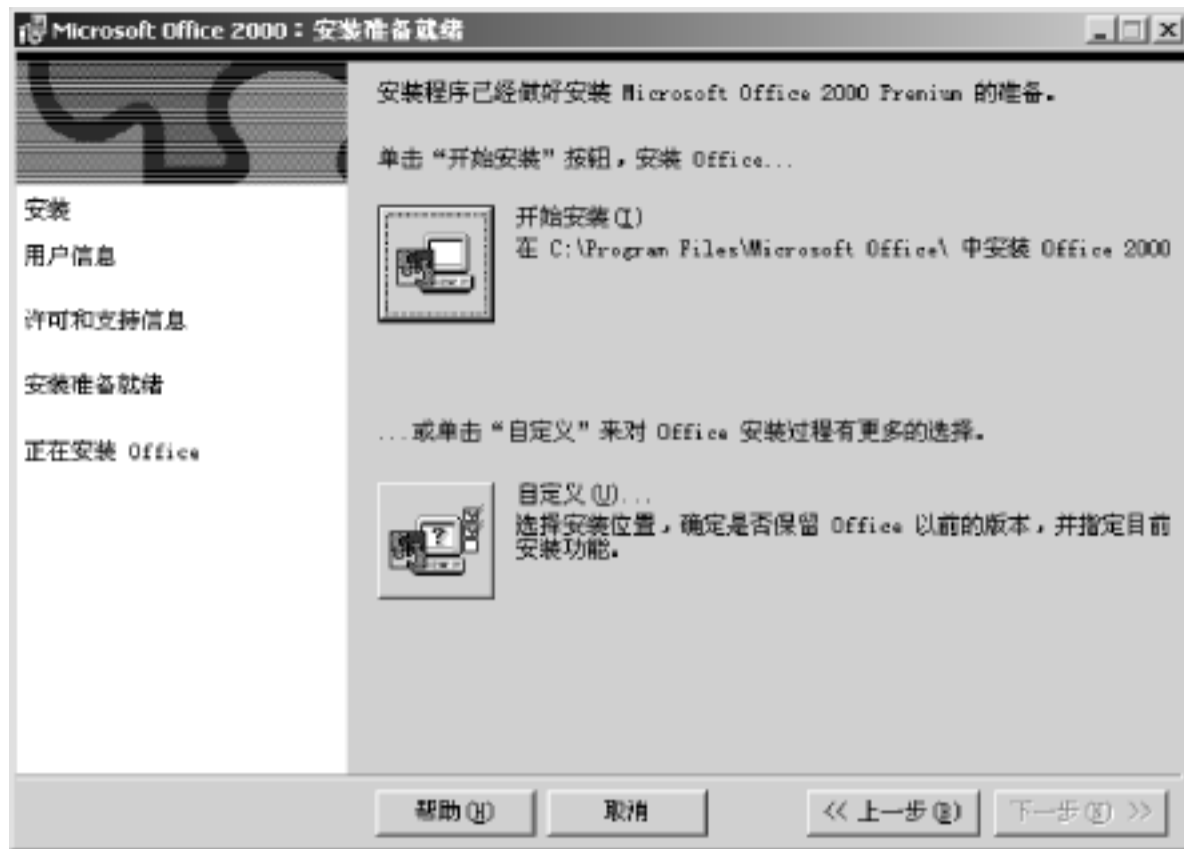 Microsoft Office 2000：安装准备就绪
安装程序已经做好安装 Microsoft Office 2000 Premium 的准备。
单击“开始安装”按钮，安装 Office...
安装
用户信息
许可和支持信息
安装准备就绪
正在安装 Office
开始安装(I)
在 C:\Program Files\Microsoft Office\ 中安装 Office 2000
...或单击“自定义”来对 Office 安装过程有更多的选择。
自定义(U)...
选择安装位置，确定是否保留 Office 以前的版本，并指定目前
安装功能。
帮助(H)
取消
<< 上一步(B)
下一步(N) >>